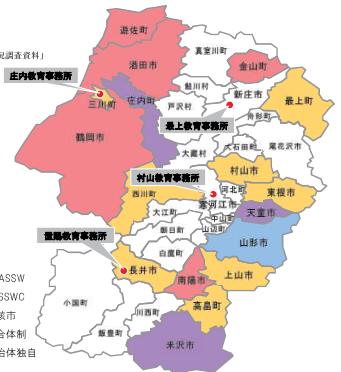 遊佐町
真室川町
況調査資料」
酒田市
金山町
庄内教育事務所
鮭川村
新庄市
三川町
庄内町
戸沢村
最上町
舟形町
最上教育事務所
鶴岡市
大石田町
尾花沢市
大蔵村
村山教育事務所
村山市
西川町
河北町
東根市
寒河江市
大江町
中山町
天童市
朝日町
山辺町
置賜教育事務所
山形市
白鷹町
長井市
上山市
南陽市
ASSW
小国町
川西町
高畠町
SSWC
核市
飯豊町
合体制
米沢市
治体独自